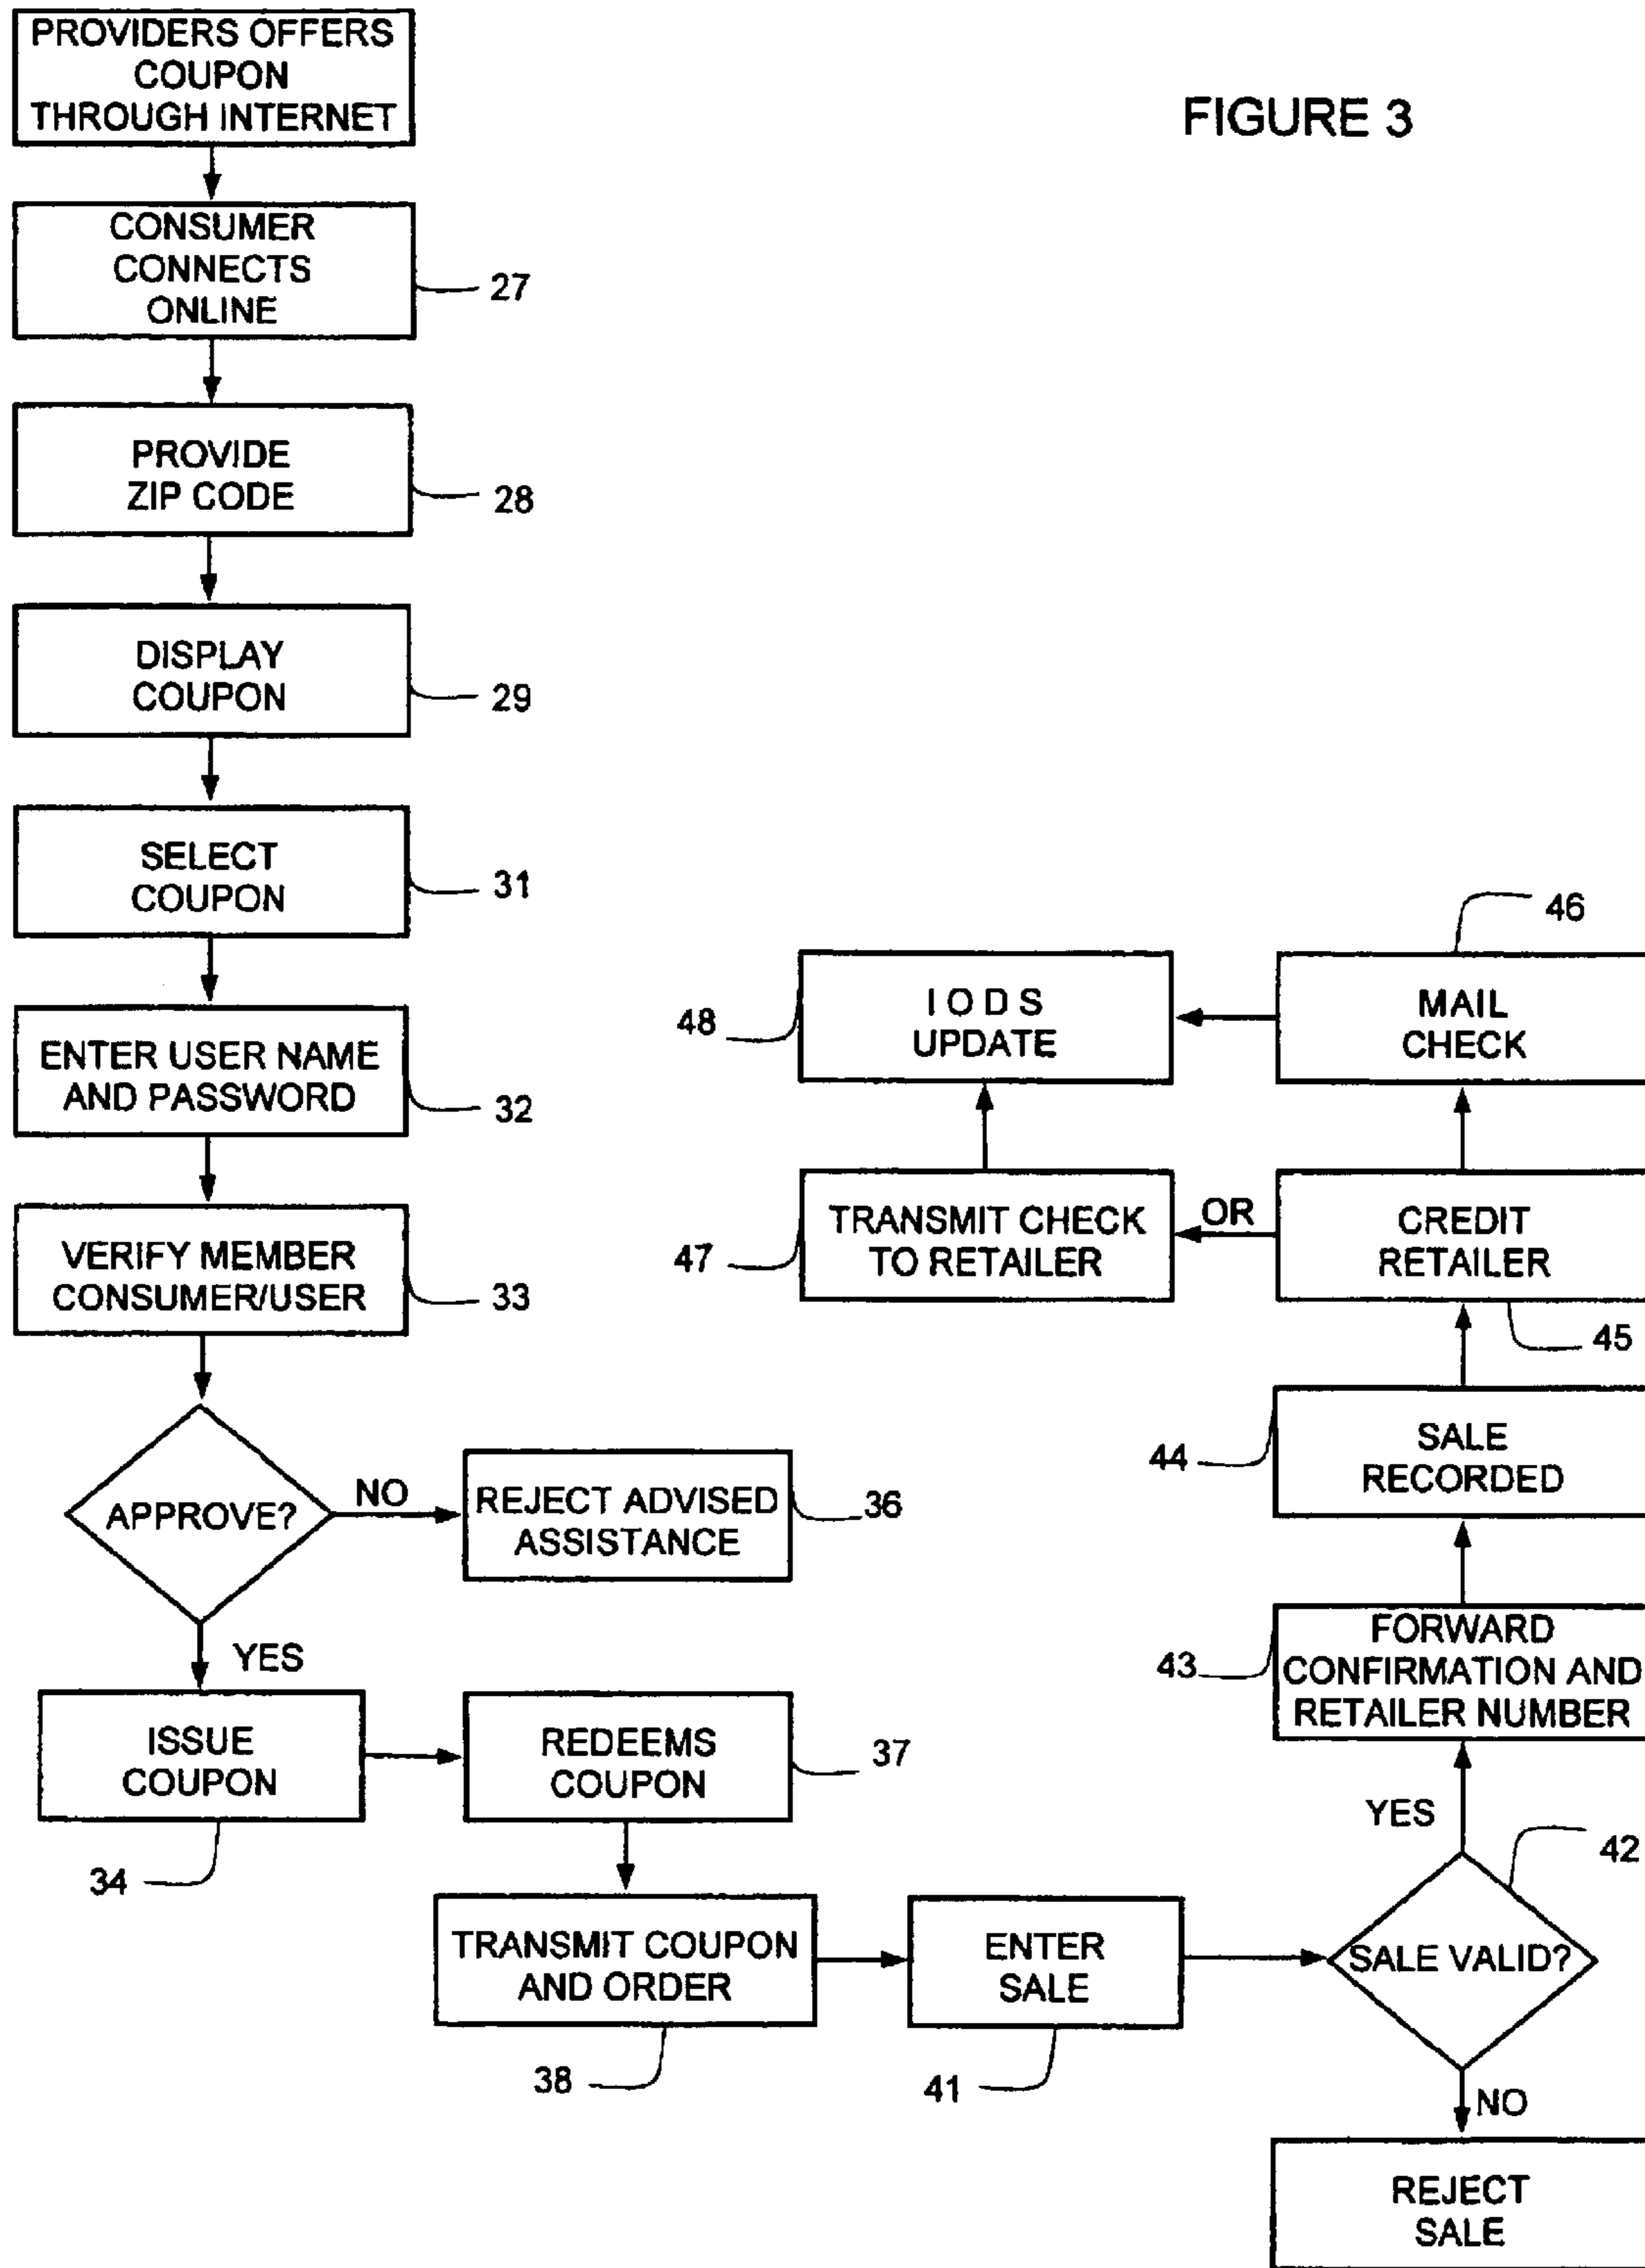 FIGURE 3
PROVIDERS OFFERS
COUPON
THROUGH INTERNET
CONSUMER
CONNECTS
ONLINE
27
PROVIDE
ZIP CODE
28
DISPLAY
COUPON
29
SELECT
COUPON
31
ENTER USER NAME
AND PASSWORD
32
VERIFY MEMBER
CONSUMER/USER
33
APPROVE?
NO
REJECT ADVISED
ASSISTANCE
36
YES
ISSUE
COUPON
34
REDEEMS
COUPON
37
TRANSMIT COUPON
AND ORDER
38
ENTER
SALE
41
SALE VALID?
42
NO
REJECT
SALE
YES
FORWARD
CONFIRMATION AND
RETAILER NUMBER
43
SALE
RECORDED
44
CREDIT
RETAILER
45
OR
TRANSMIT CHECK
TO RETAILER
47
MAIL
CHECK
46
I O D S
UPDATE
48